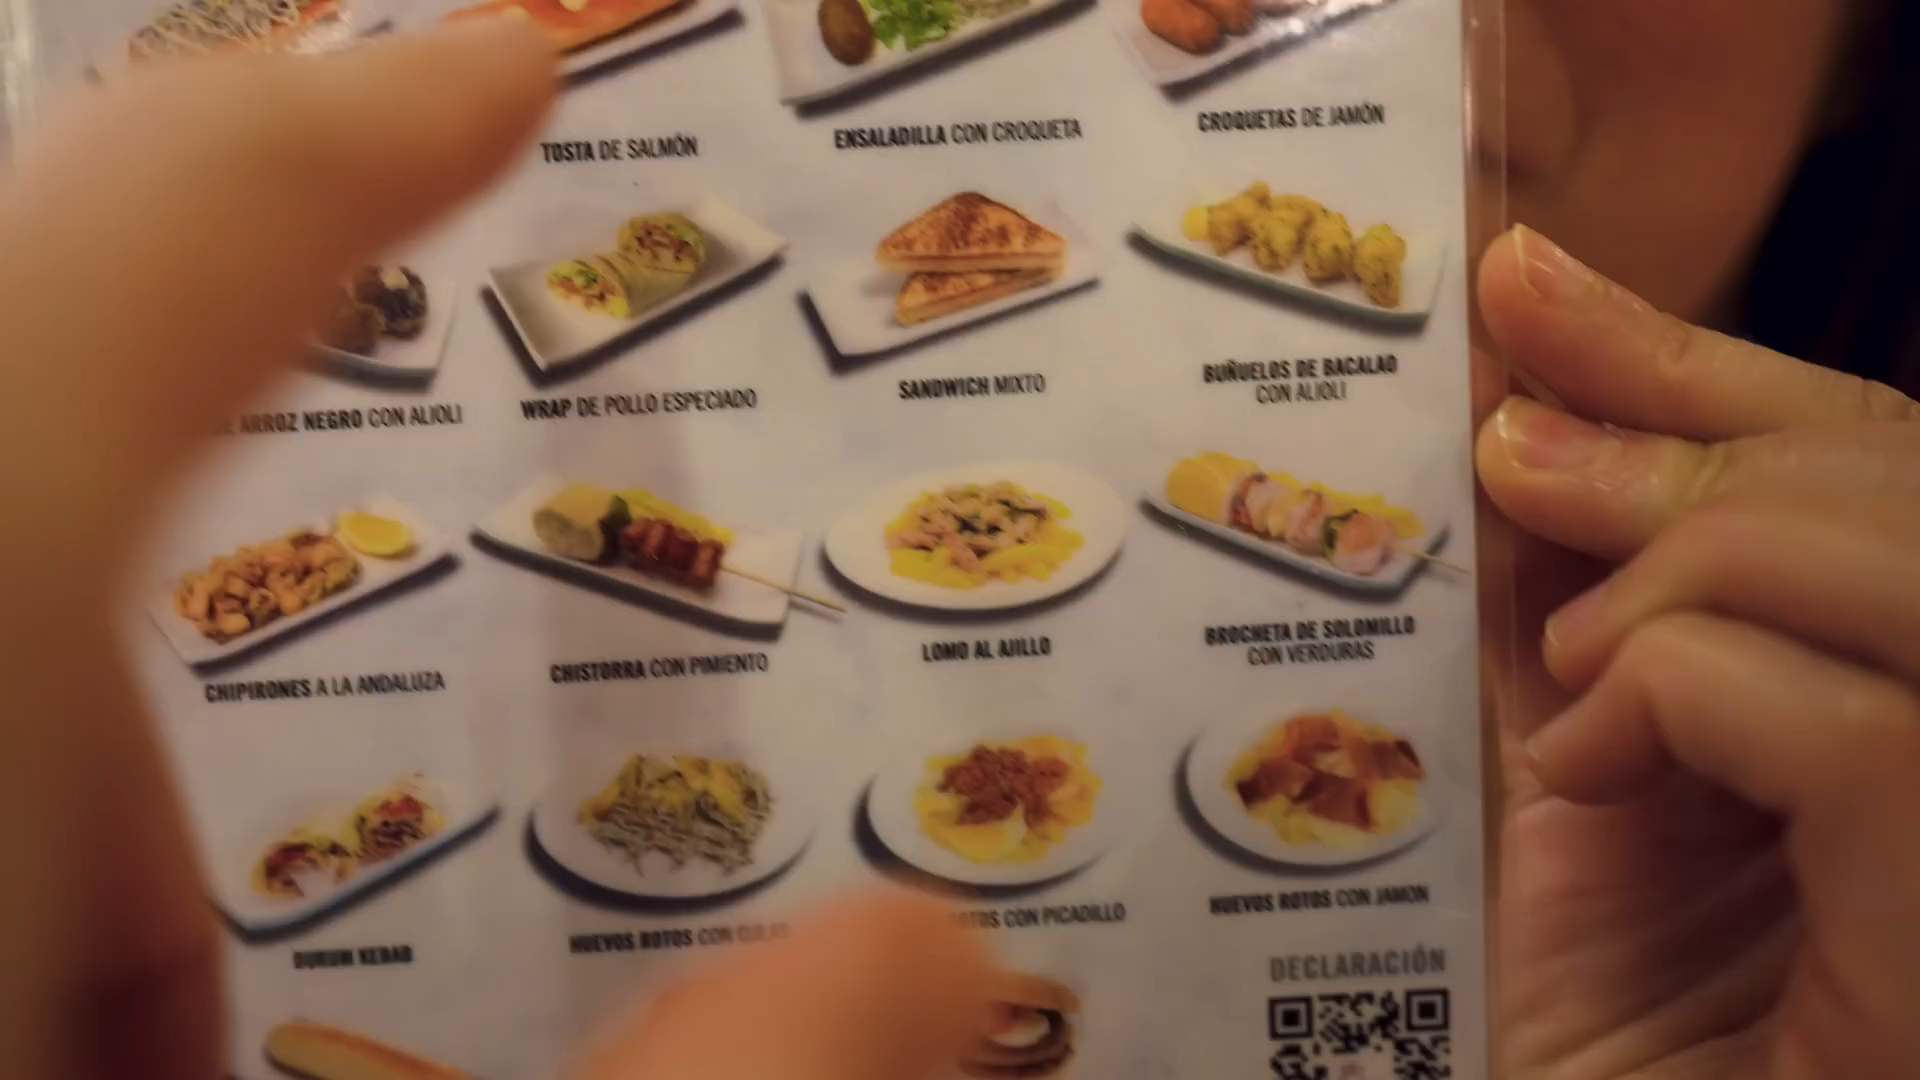 TOSTA DE SALMÓN
ENSALADILLA CON CROQUETA
CROQUETAS DE JAMÓN
ARROZ NEGRO CON ALIOLI
WRAP DE POLLO ESPECIADO
SANDWICH MIXTO
BUÑUELOS DE BACALAO
CON ALIOLI
CHIPIRONES A LA ANDALUZA
CHISTORRA CON PIMIENTO
LOMO AL AJILLO
BROCHETA DE SOLOMILLO
CON VERDURAS
DURUM KEBAB
HUEVOS ROTOS CON
CON PICADILLO
HUEVOS ROTOS CON JAMON
DECLARACIÓN